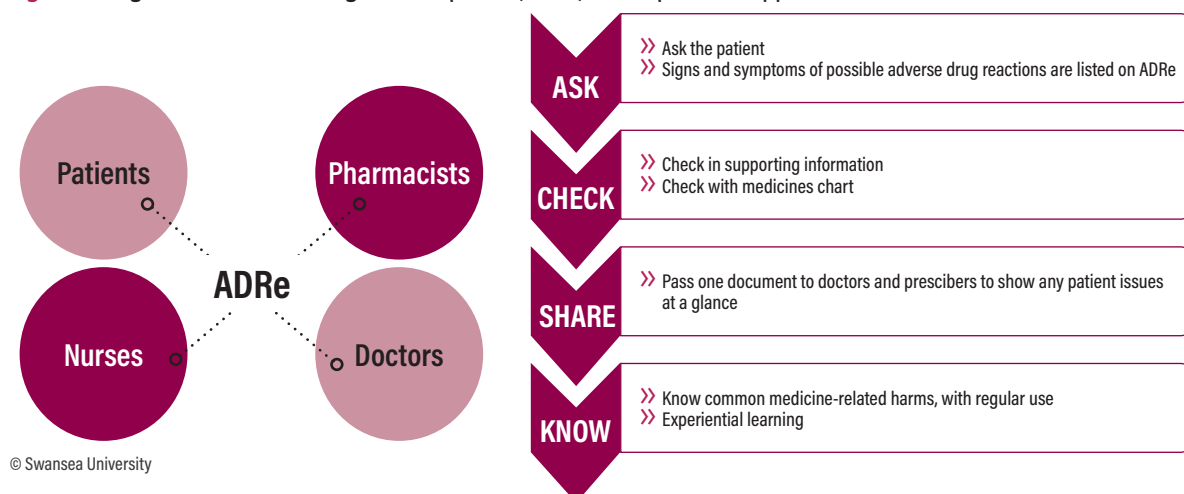 Patients
Pharmacists
ADRe
Nurses
Doctors
© Swansea University
ASK
» Ask the patient
» Signs and symptoms of possible adverse drug reactions are listed on ADRe
CHECK
» Check in supporting information
» Check with medicines chart
SHARE
» Pass one document to doctors and prescibers to show any patient issues
at a glance
KNOW
» Know common medicine-related harms, with regular use
» Experiential learning